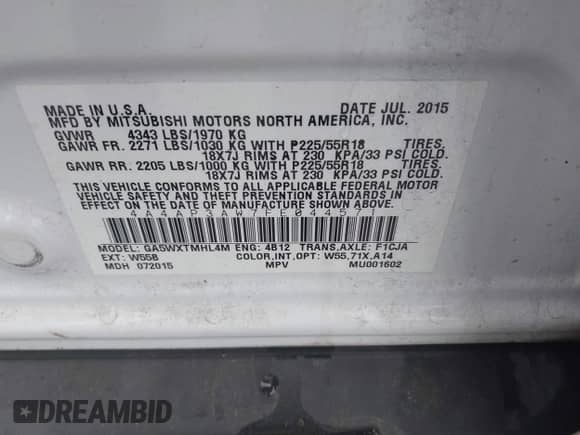 MADE IN U.S.A. DATE JUL. 2015
MFD BY MITSUBISHI MOTORS NORTH AMERICA, INC.
GVWR 4343 LBS/1970 KG
GAWR FR. 2271 LBS/1030 KG WITH P225/55R18 TIRES.
18X7J RIMS AT 230 KPA/33 PSI COLD.
GAWR RR. 2205 LBS/1000 KG WITH P225/55R18 TIRES.
18X7J RIMS AT 230 KPA/33 PSI COLD.
THIS VEHICLE CONFORMS TO ALL APPLICABLE FEDERAL MOTOR
VEHICLE SAFETY, BUMPER, AND THEFT PREVENTION STANDARDS
IN EFFECT ON THE DATE OF MANUFACTURE SHOWN ABOVE.
4A4AP3AW7FE044571
MODEL: GA5WXTMHL4M ENG: 4B12 TRANS,AXLE: F1CJA
EXT: W55B COLOR,INT,OPT: W55,71X,A14
MDH 072015 MPV MU001602
DREAMBID